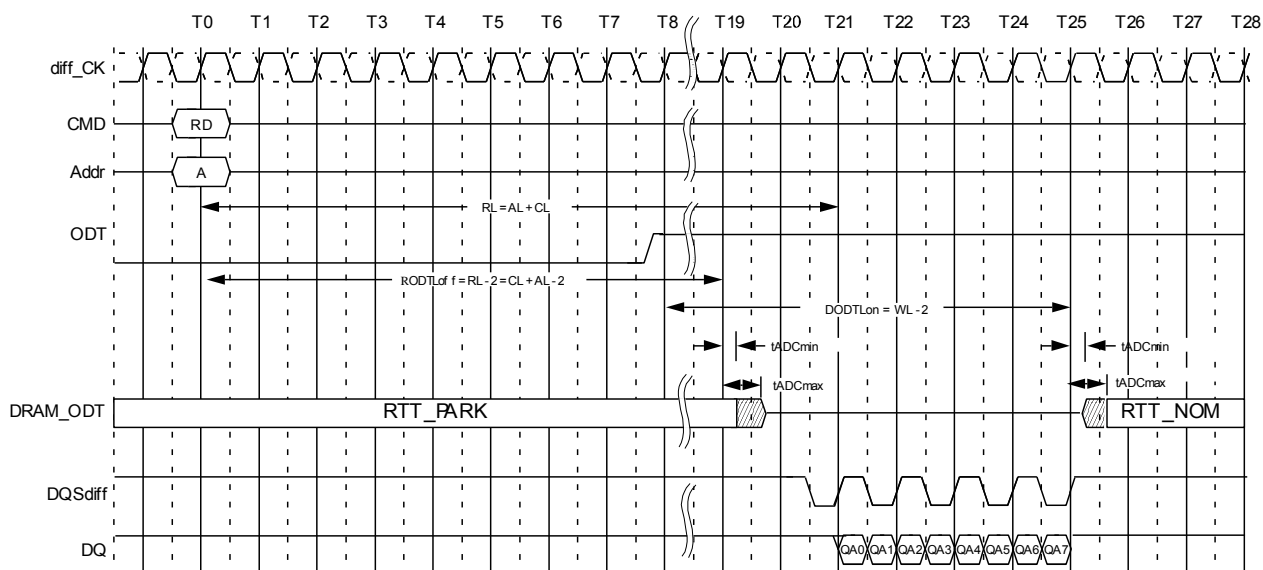 T0 T1 T2 T3 T4 T5 T6 T7 T8 T19 T20 T21 T22 T23 T24 T25 T26 T27 T28
diff_CK
CMD RD
Addr A
RL = AL + CL
ODT
RODTLoff = RL - 2 = CL + AL - 2
DODTLon = WL - 2
tADCmin tADCmin
tADCmax tADCmax
DRAM_ODT RTT_PARK RTT_NOM
DQSdiff
DQ QA0 QA1 QA2 QA3 QA4 QA5 QA6 QA7